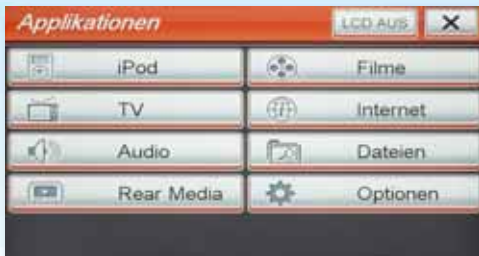 Applikationen LCD AUS X
iPod Filme
TV Internet
Audio Dateien
Rear Media Optionen